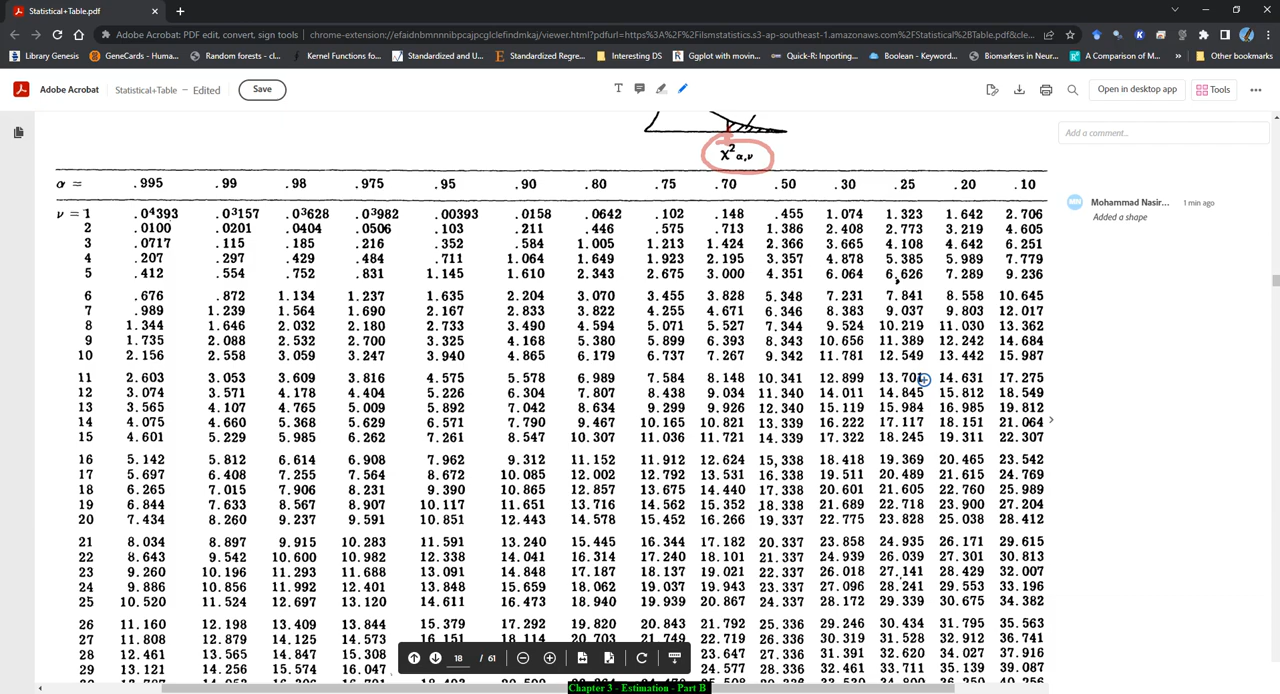 Statistical+Table.pdf
Adobe Acrobat: PDF edit, convert, sign tools | chrome-extension://efaidnbmnnnibpcajpcglclefindmkaj/viewer.html?pdfurl=https%3A%2F%2Filsmstatistics.s3-ap-southeast-1.amazonaws.com%2FStatistical%2BTable.pdf&cle...
Library Genesis GeneCards - Huma... Random forests - cl... Kernel Functions fo... Standardized and U... Standardized Regre... Interesting DS Ggplot with movin... Quick-R: Inporting... Boolean - Keyword... Biomarkers in Neur... A Comparison of M... » Other bookmarks
Adobe Acrobat Statistical+Table – Edited Save Open in desktop app Tools
Add a comment...
χ²α,ν
α = .995 .99 .98 .975 .95 .90 .80 .75 .70 .50 .30 .25 .20 .10
Mohammad Nasir... 1 min ago
Added a shape
ν = 1 .0⁴393 .0³157 .0³628 .0³982 .00393 .0158 .0642 .102 .148 .455 1.074 1.323 1.642 2.706
2 .0100 .0201 .0404 .0506 .103 .211 .446 .575 .713 1.386 2.408 2.773 3.219 4.605
3 .0717 .115 .185 .216 .352 .584 1.005 1.213 1.424 2.366 3.665 4.108 4.642 6.251
4 .207 .297 .429 .484 .711 1.064 1.649 1.923 2.195 3.357 4.878 5.385 5.989 7.779
5 .412 .554 .752 .831 1.145 1.610 2.343 2.675 3.000 4.351 6.064 6,626 7.289 9.236
6 .676 .872 1.134 1.237 1.635 2.204 3.070 3.455 3.828 5.348 7.231 7.841 8.558 10.645
7 .989 1.239 1.564 1.690 2.167 2.833 3.822 4.255 4.671 6.346 8.383 9.037 9.803 12.017
8 1.344 1.646 2.032 2.180 2.733 3.490 4.594 5.071 5.527 7.344 9.524 10.219 11.030 13.362
9 1.735 2.088 2.532 2.700 3.325 4.168 5.380 5.899 6.393 8.343 10.656 11.389 12.242 14.684
10 2.156 2.558 3.059 3.247 3.940 4.865 6.179 6.737 7.267 9.342 11.781 12.549 13.442 15.987
11 2.603 3.053 3.609 3.816 4.575 5.578 6.989 7.584 8.148 10.341 12.899 13.701 14.631 17.275
12 3.074 3.571 4.178 4.404 5.226 6.304 7.807 8.438 9.034 11.340 14.011 14.845 15.812 18.549
13 3.565 4.107 4.765 5.009 5.892 7.042 8.634 9.299 9.926 12.340 15.119 15.984 16.985 19.812
14 4.075 4.660 5.368 5.629 6.571 7.790 9.467 10.165 10.821 13.339 16.222 17.117 18.151 21.064
15 4.601 5.229 5.985 6.262 7.261 8.547 10.307 11.036 11.721 14.339 17.322 18.245 19.311 22.307
16 5.142 5.812 6.614 6.908 7.962 9.312 11.152 11.912 12.624 15,338 18.418 19.369 20.465 23.542
17 5.697 6.408 7.255 7.564 8.672 10.085 12.002 12.792 13.531 16.338 19.511 20.489 21.615 24.769
18 6.265 7.015 7.906 8.231 9.390 10.865 12.857 13.675 14.440 17.338 20.601 21.605 22.760 25.989
19 6.844 7.633 8.567 8.907 10.117 11.651 13.716 14.562 15.352 18.338 21.689 22.718 23.900 27.204
20 7.434 8.260 9.237 9.591 10.851 12.443 14.578 15.452 16.266 19.337 22.775 23.828 25.038 28.412
21 8.034 8.897 9.915 10.283 11.591 13.240 15.445 16.344 17.182 20.337 23.858 24.935 26.171 29.615
22 8.643 9.542 10.600 10.982 12.338 14.041 16.314 17.240 18.101 21.337 24.939 26.039 27.301 30.813
23 9.260 10.196 11.293 11.688 13.091 14.848 17.187 18.137 19.021 22.337 26.018 27.141 28.429 32.007
24 9.886 10.856 11.992 12.401 13.848 15.659 18.062 19.037 19.943 23.337 27.096 28.241 29.553 33.196
25 10.520 11.524 12.697 13.120 14.611 16.473 18.940 19.939 20.867 24.337 28.172 29.339 30.675 34.382
26 11.160 12.198 13.409 13.844 15.379 17.292 19.820 20.843 21.792 25.336 29.246 30.434 31.795 35.563
27 11.808 12.879 14.125 14.573 16.151 18.114 20.703 21.749 22.719 26.336 30.319 31.528 32.912 36.741
28 12.461 13.565 14.847 15.308 23.647 27.336 31.391 32.620 34.027 37.916
29 13.121 14.256 15.574 16.047 24.577 28.336 32.461 33.711 35.139 39.087
18 / 61
Chapter 3 - Estimation - Part B